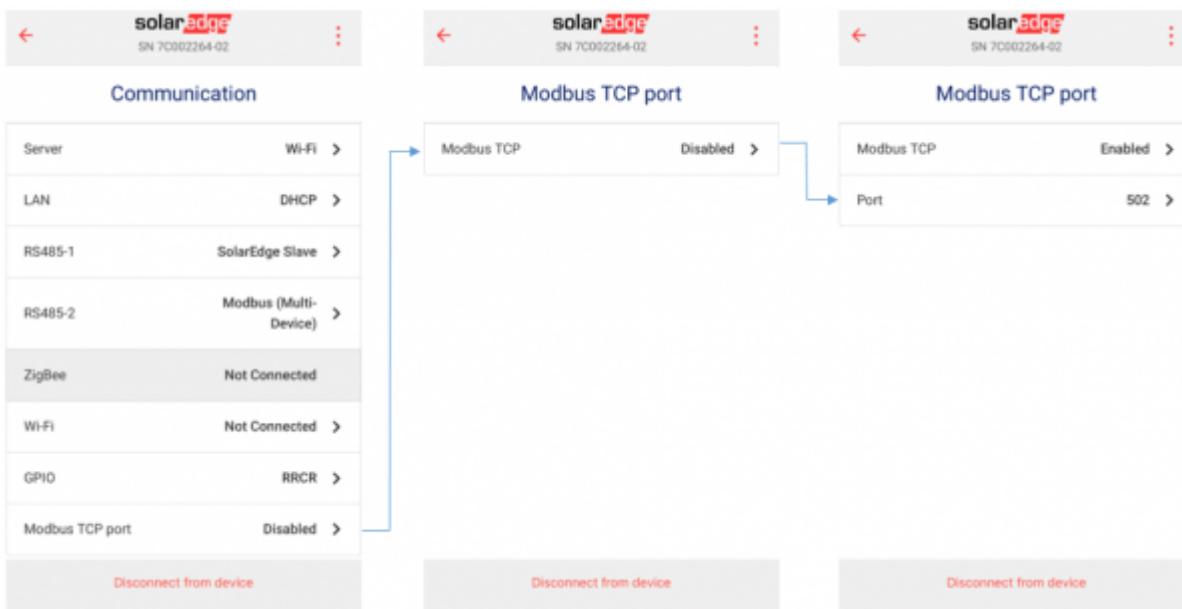 solaredge
SN 7C002264-02
Communication
Server Wi-Fi
LAN DHCP
RS485-1 SolarEdge Slave
RS485-2 Modbus (Multi-
Device)
ZigBee Not Connected
Wi-Fi Not Connected
GPIO RRCR
Modbus TCP port Disabled
Disconnect from device
solaredge
SN 7C002264-02
Modbus TCP port
Modbus TCP Disabled
Disconnect from device
solaredge
SN 7C002264-02
Modbus TCP port
Modbus TCP Enabled
Port 502
Disconnect from device